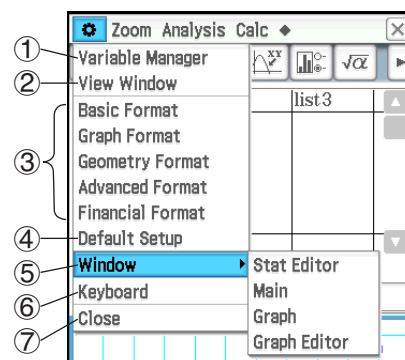 Zoom Analysis Calc ◆
① Variable Manager
② View Window
③ Basic Format
Graph Format
Geometry Format
Advanced Format
Financial Format
④ Default Setup
⑤ Window
⑥ Keyboard
⑦ Close
XY
√α
list3
Stat Editor
Main
Graph
Graph Editor